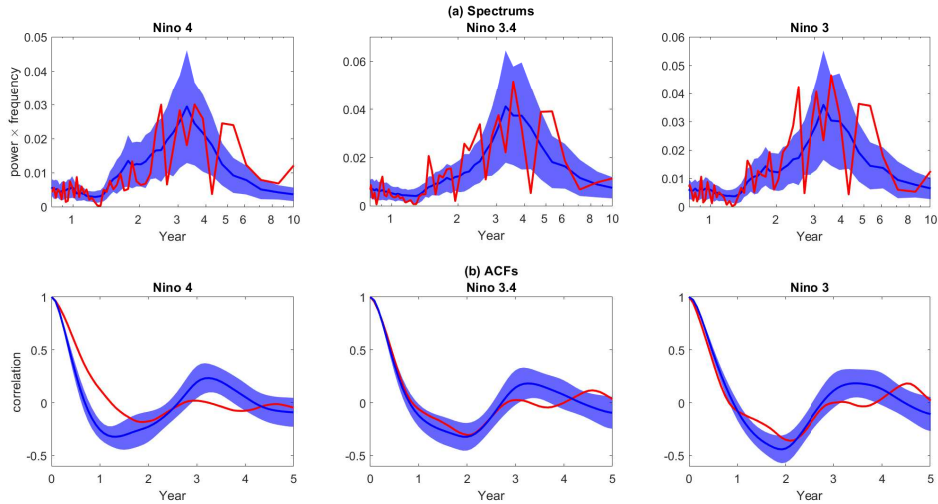 (a) Spectrums
Nino 4
Nino 3.4
Nino 3
power × frequency
0.05
0.04
0.03
0.02
0.01
0
1 2 3 4 5 6 10
Year
0.06
0.04
0.02
0
1 2 3 4 5 6 10
Year
0.06
0.05
0.04
0.03
0.02
0.01
0
1 2 3 4 5 6 10
Year
(b) ACFs
Nino 4
Nino 3.4
Nino 3
correlation
1
0.5
0
-0.5
0 1 2 3 4 5
Year
1
0.5
0
-0.5
0 1 2 3 4 5
Year
1
0.5
0
-0.5
0 1 2 3 4 5
Year